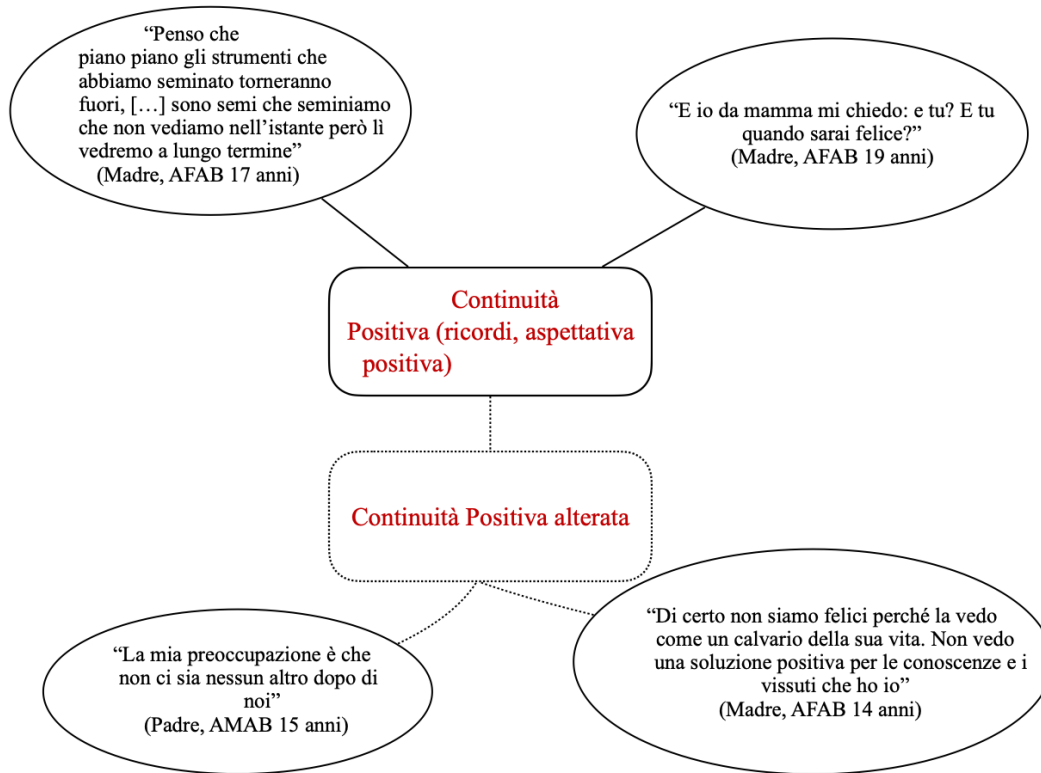 “Penso che
piano piano gli strumenti che
abbiamo seminato torneranno
fuori, […] sono semi che seminiamo
che non vediamo nell’istante però lì
vedremo a lungo termine”
(Madre, AFAB 17 anni)
“E io da mamma mi chiedo: e tu? E tu
quando sarai felice?”
(Madre, AFAB 19 anni)
Continuità
Positiva (ricordi, aspettativa
positiva)
Continuità Positiva alterata
“La mia preoccupazione è che
non ci sia nessun altro dopo di
noi”
(Padre, AMAB 15 anni)
“Di certo non siamo felici perché la vedo
come un calvario della sua vita. Non vedo
una soluzione positiva per le conoscenze e i
vissuti che ho io”
(Madre, AFAB 14 anni)